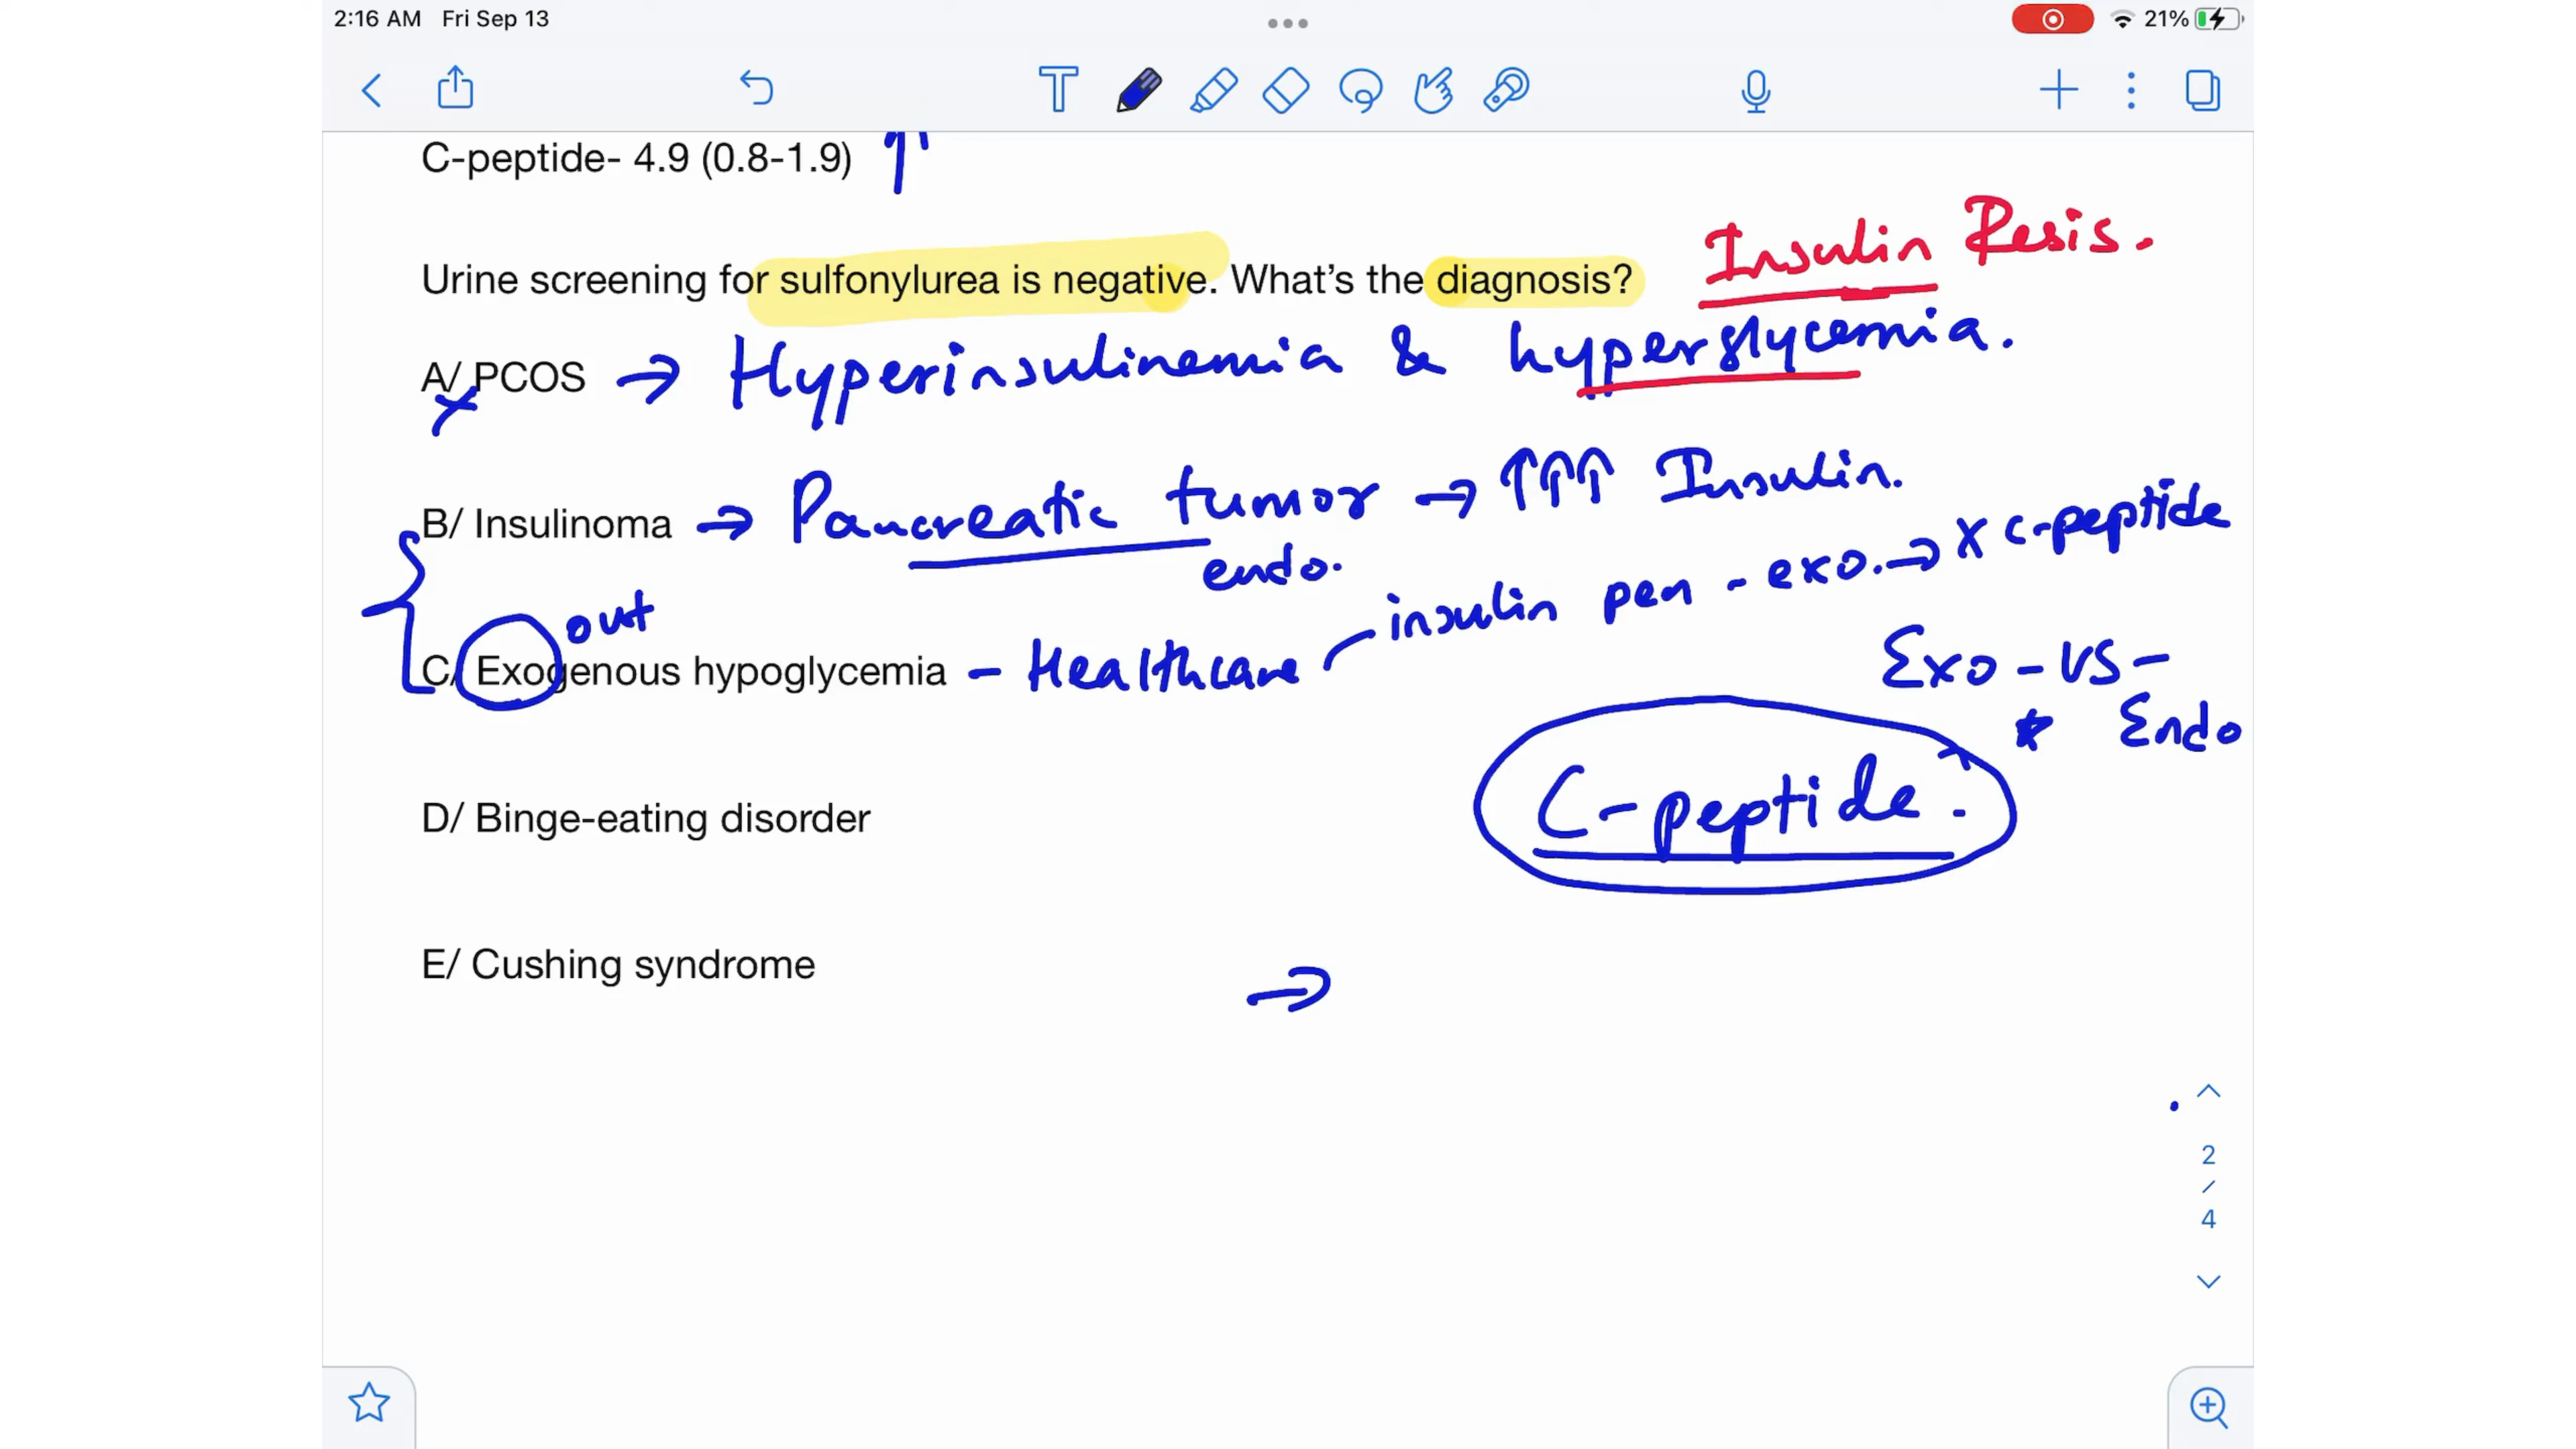 2:16 AM Fri Sep 13
21%
T
C-peptide- 4.9 (0.8-1.9) ↑
Insulin Resis.
Urine screening for sulfonylurea is negative. What's the diagnosis?
A/ PCOS → Hyperinsulinemia & hyperglycemia.
B/ Insulinoma → Pancreatic tumor → ↑↑↑ Insulin.
endo.
insulin pen - exo. → X C-peptide
out
C/ Exogenous hypoglycemia - Healthcare
Exo - vs -
* Endo
C-peptide.
D/ Binge-eating disorder
E/ Cushing syndrome
→
2
/
4